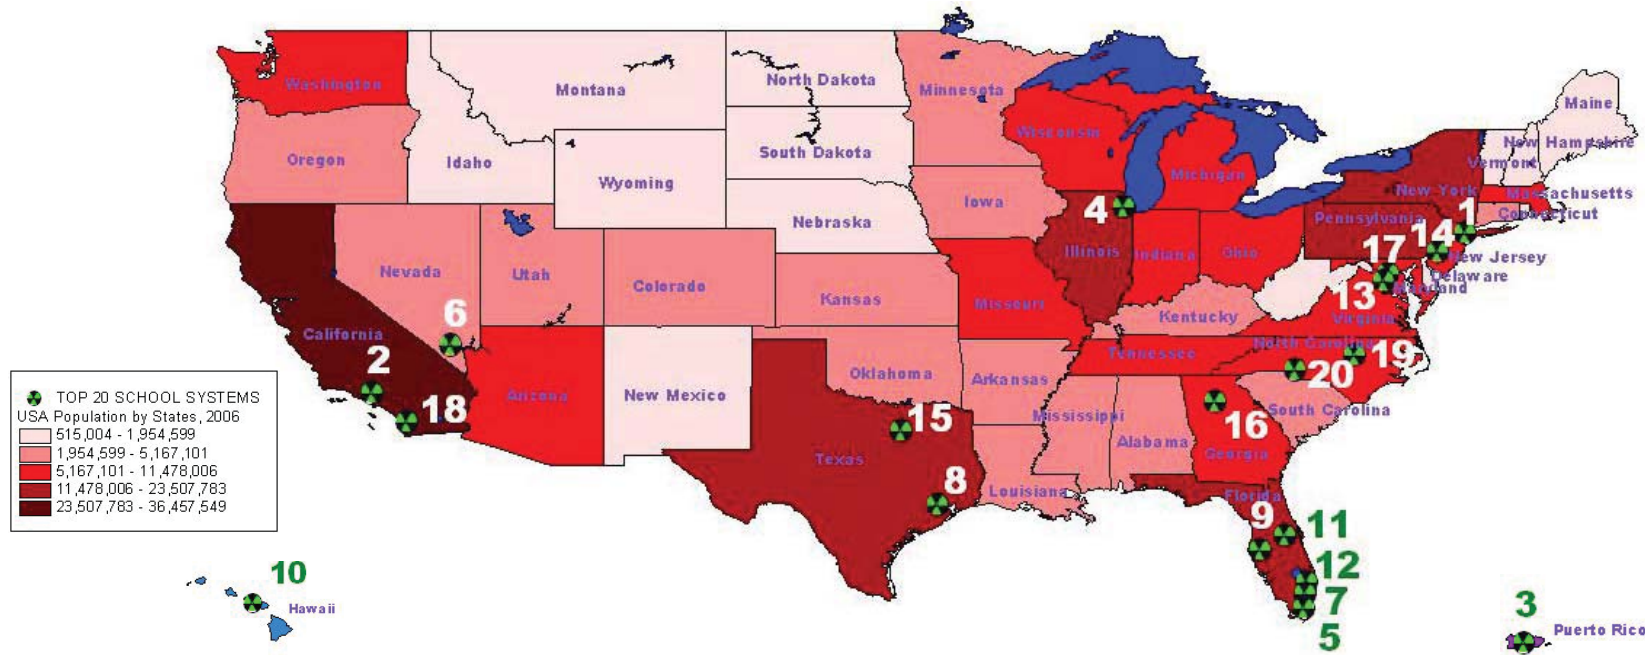 Washington
Montana
North Dakota
Minnesota
Maine
Oregon
Idaho
South Dakota
Wisconsin
New Hampshire
Vermont
Wyoming
Michigan
New York
Massachusetts
Nebraska
Iowa
4
Pennsylvania
1
Connecticut
Nevada
Utah
Colorado
Kansas
Illinois
Indiana
Ohio
17
14
New Jersey
Delaware
Maryland
13
Missouri
Kentucky
Virginia
California
6
2
18
Arizona
New Mexico
Oklahoma
Arkansas
Tennessee
North Carolina
19
20
South Carolina
Mississippi
Alabama
16
Georgia
15
Texas
8
Louisiana
Florida
9
11
12
7
5
TOP 20 SCHOOL SYSTEMS
USA Population by States, 2006
515,004 - 1,954,599
1,954,599 - 5,167,101
5,167,101 - 11,478,006
11,478,006 - 23,507,783
23,507,783 - 36,457,549
10
Hawaii
3
Puerto Rico